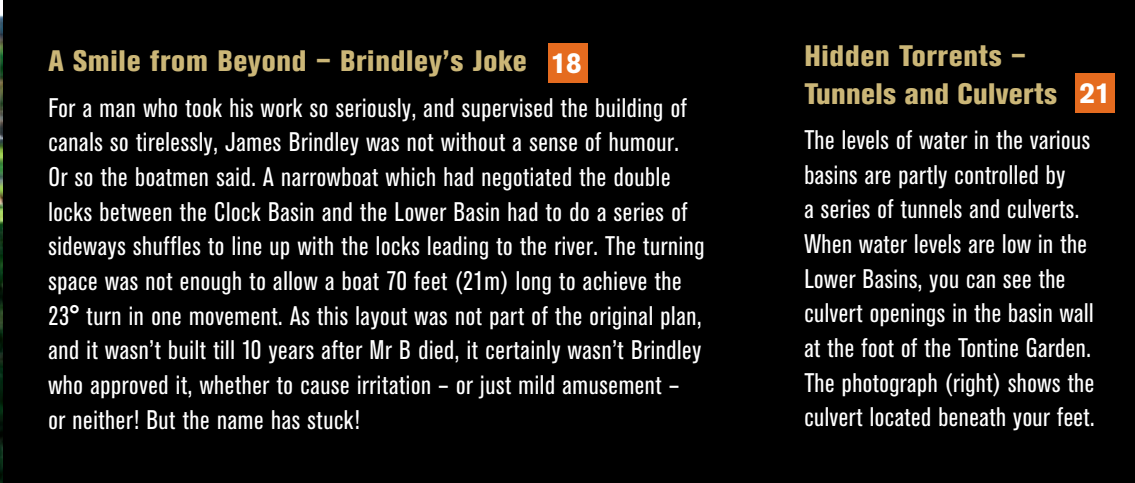 A Smile from Beyond – Brindley's Joke 18
For a man who took his work so seriously, and supervised the building of
canals so tirelessly, James Brindley was not without a sense of humour.
Or so the boatmen said. A narrowboat which had negotiated the double
locks between the Clock Basin and the Lower Basin had to do a series of
sideways shuffles to line up with the locks leading to the river. The turning
space was not enough to allow a boat 70 feet (21m) long to achieve the
23° turn in one movement. As this layout was not part of the original plan,
and it wasn't built till 10 years after Mr B died, it certainly wasn't Brindley
who approved it, whether to cause irritation – or just mild amusement –
or neither! But the name has stuck!
Hidden Torrents –
Tunnels and Culverts 21
The levels of water in the various
basins are partly controlled by
a series of tunnels and culverts.
When water levels are low in the
Lower Basins, you can see the
culvert openings in the basin wall
at the foot of the Tontine Garden.
The photograph (right) shows the
culvert located beneath your feet.